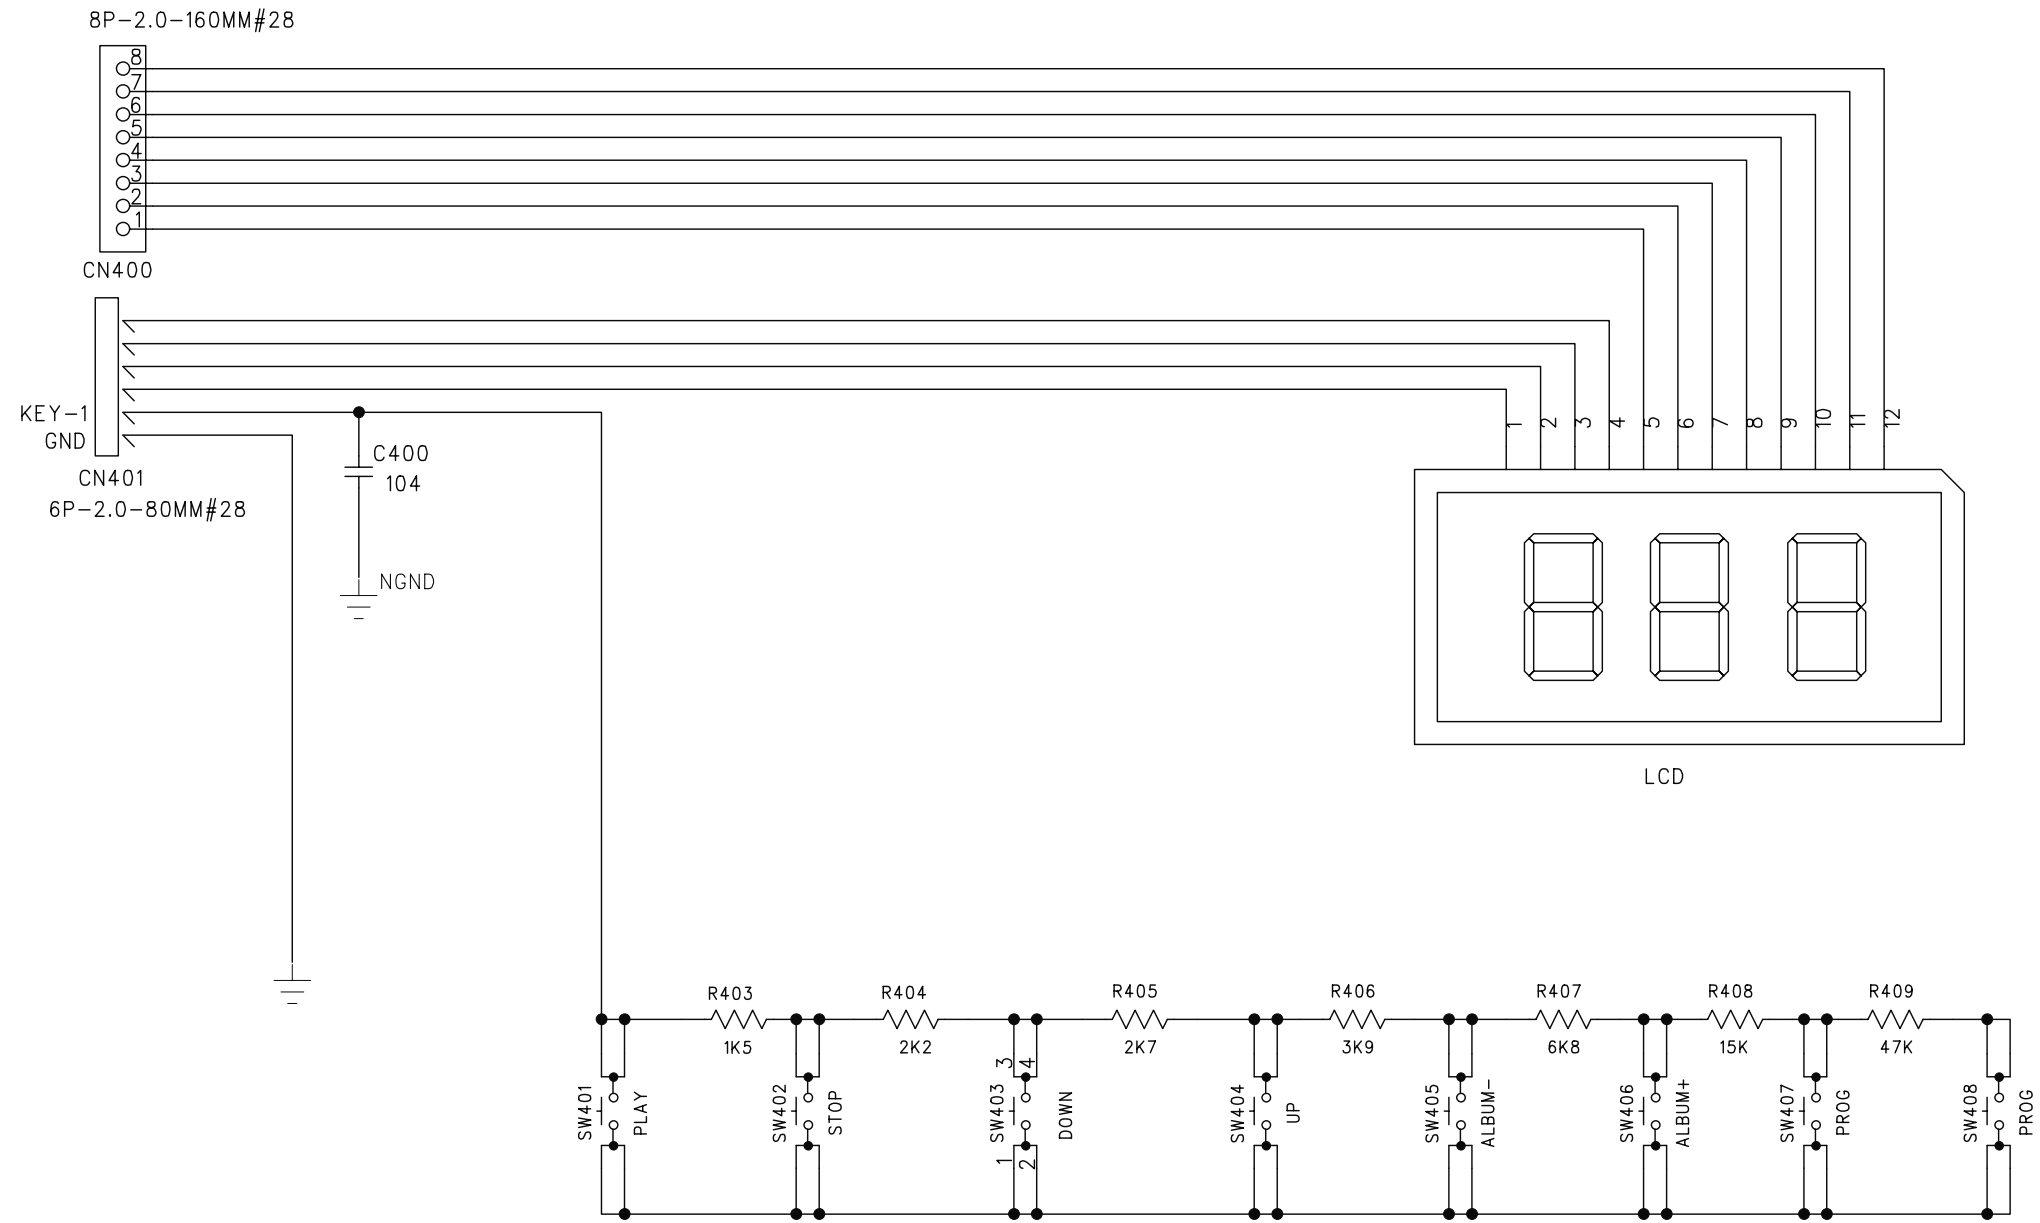 8P-2.0-160MM#28
8
7
6
5
4
3
2
1
CN400
KEY-1
GND
CN401
6P-2.0-80MM#28
C400
104
NGND
1
2
3
4
5
6
7
8
9
10
11
12
LCD
R403
R404
R405
R406
R407
R408
R409
1K5
2K2
2K7
3K9
6K8
15K
47K
3
4
SW401
PLAY
SW402
STOP
SW403
DOWN
SW404
UP
SW405
ALBUM-
SW406
ALBUM+
SW407
PROG
SW408
PROG
1
2